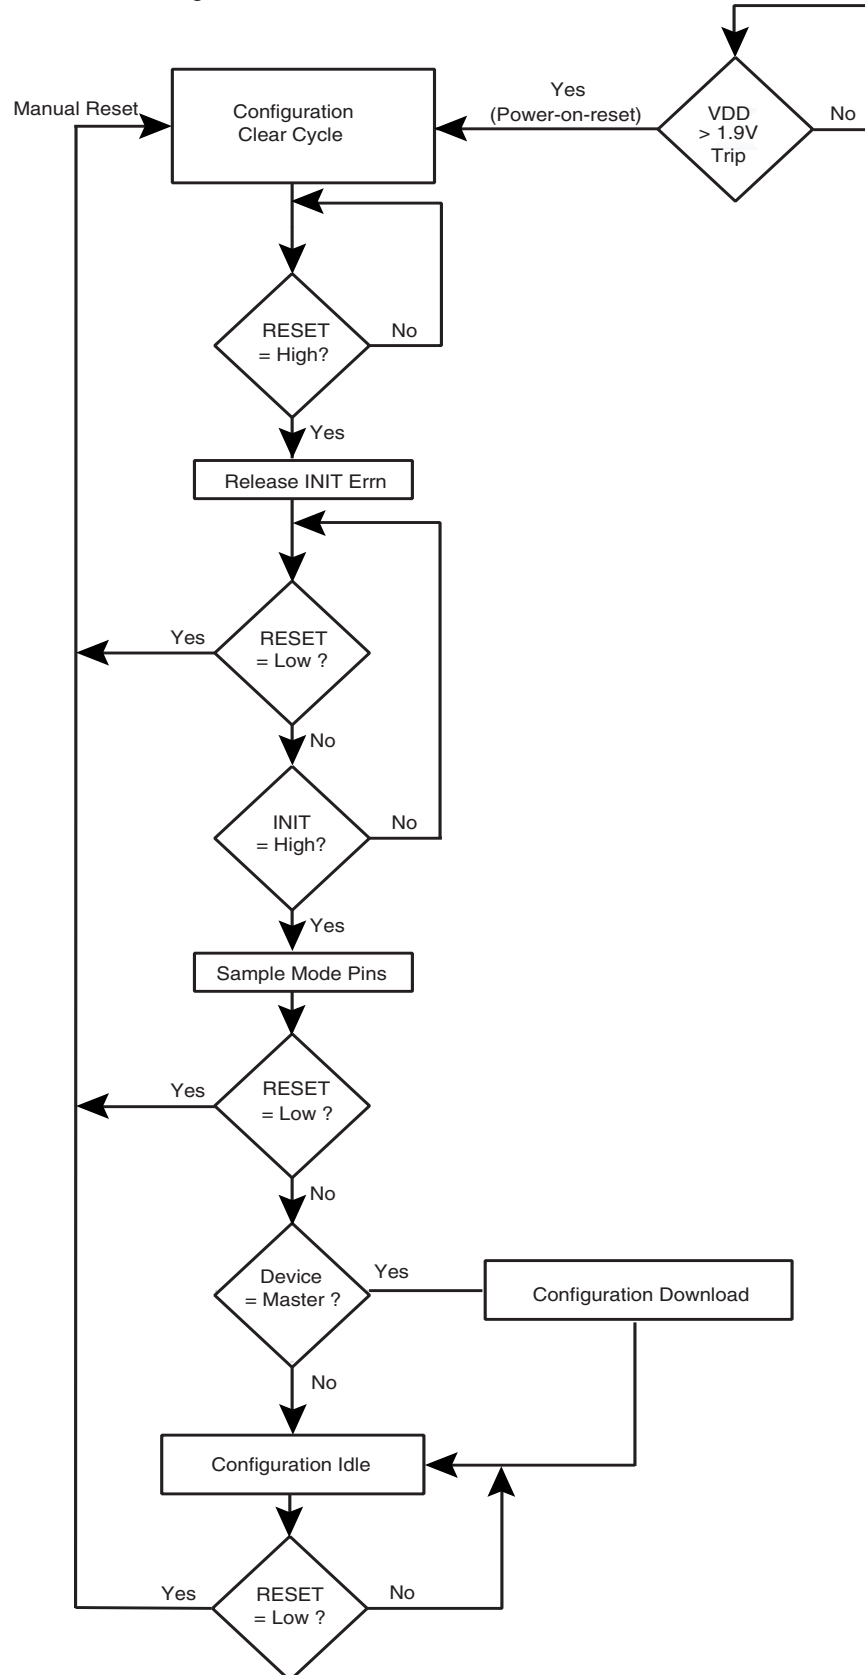 Manual Reset
Configuration
Clear Cycle
Yes
(Power-on-reset)
VDD
> 1.9V
Trip
No
RESET
= High?
No
Yes
Release INIT Errn
Yes
RESET
= Low ?
No
INIT
= High?
No
Yes
Sample Mode Pins
Yes
RESET
= Low ?
No
Device
= Master ?
Yes
Configuration Download
No
Configuration Idle
Yes
RESET
= Low ?
No